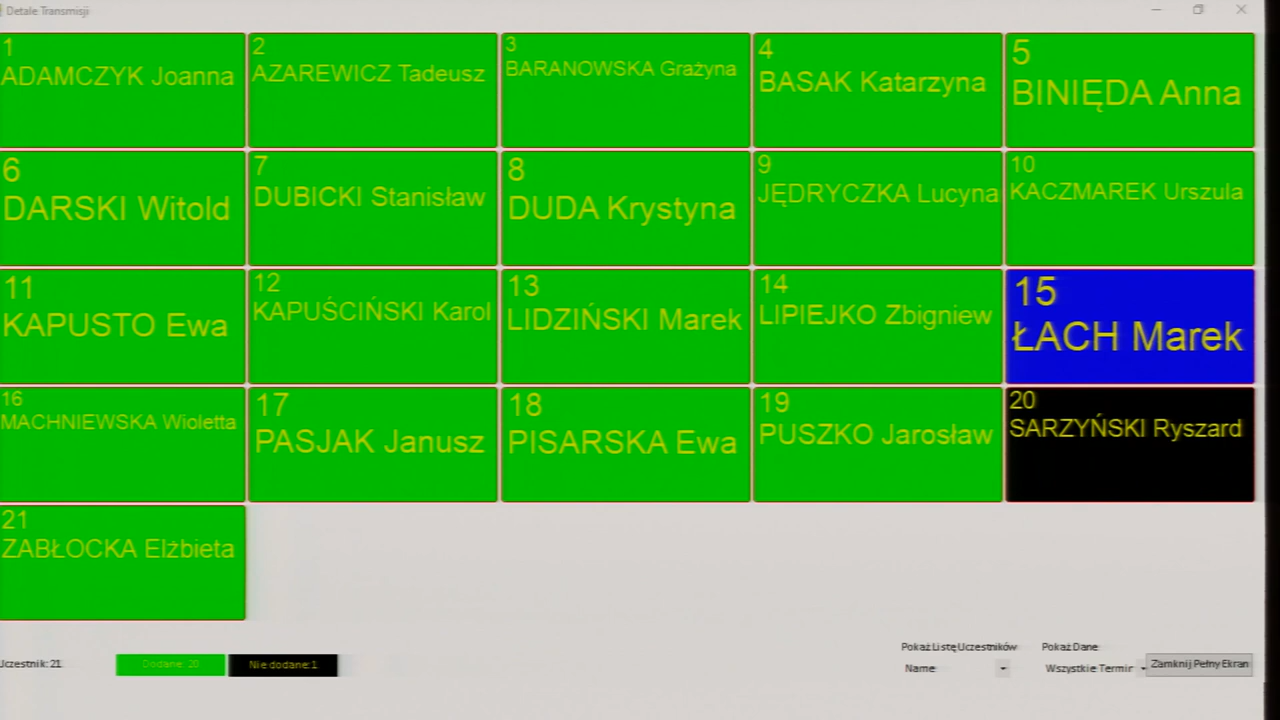 Detale Transmisji
1
ADAMCZYK Joanna
2
AZAREWICZ Tadeusz
3
BARANOWSKA Grażyna
4
BASAK Katarzyna
5
BINIĘDA Anna
6
DARSKI Witold
7
DUBICKI Stanisław
8
DUDA Krystyna
9
JĘDRYCZKA Lucyna
10
KACZMAREK Urszula
11
KAPUSTO Ewa
12
KAPUŚCIŃSKI Karol
13
LIDZIŃSKI Marek
14
LIPIEJKO Zbigniew
15
ŁACH Marek
16
MACHNIEWSKA Wioletta
17
PASJAK Janusz
18
PISARSKA Ewa
19
PUSZKO Jarosław
20
SARZYŃSKI Ryszard
21
ZABŁOCKA Elżbieta
Uczestnik: 21
Dodane: 20
Nie dodane:1
Pokaż Listę Uczestników
Name
Pokaż Dane
Wszystkie Termir
Zamknij Pełny Ekran